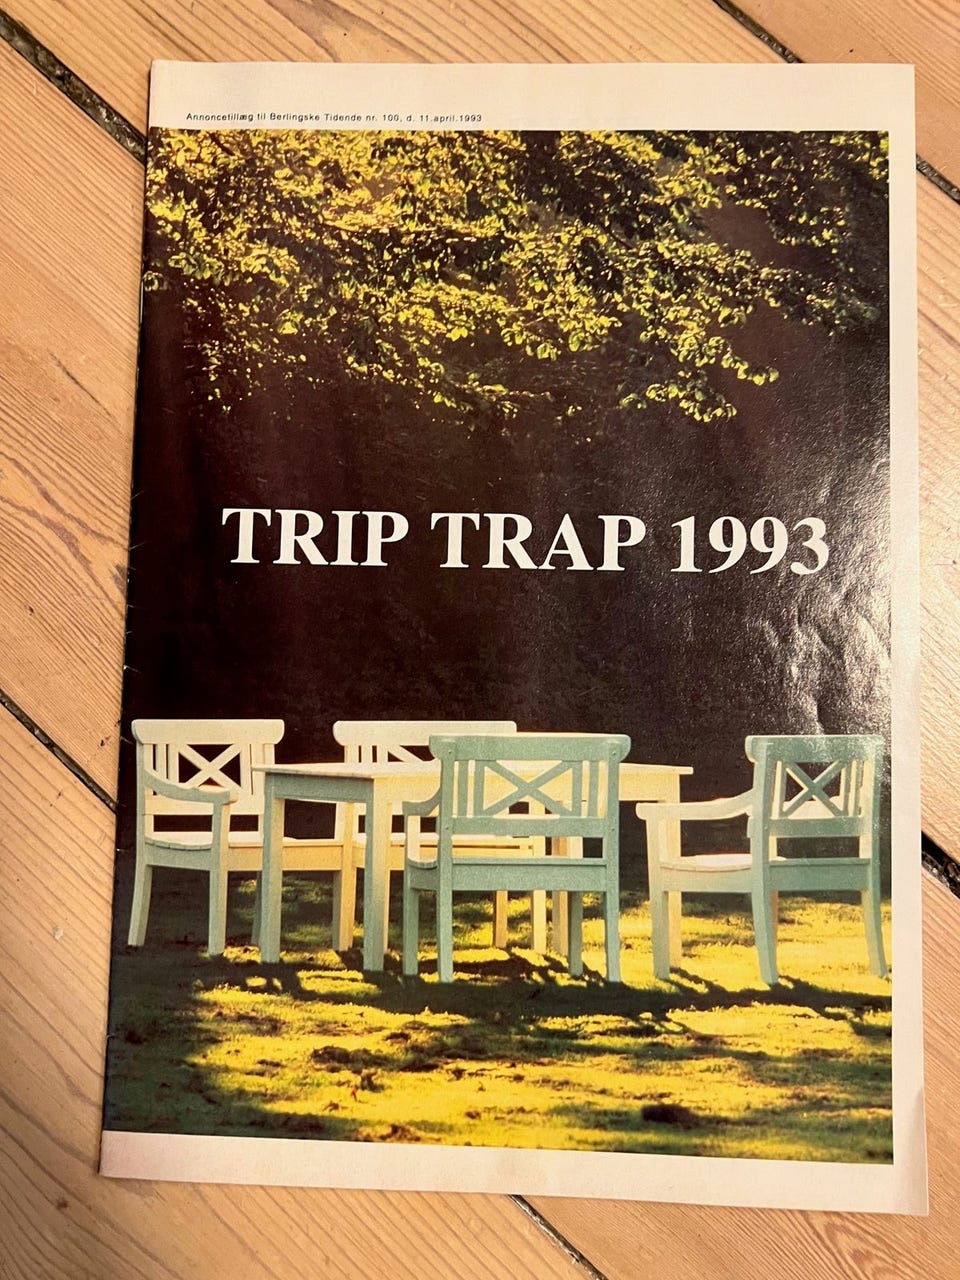 Annoncetillæg til Berlingske Tidende nr. 100, d. 11.april.1993
TRIP TRAP 1993